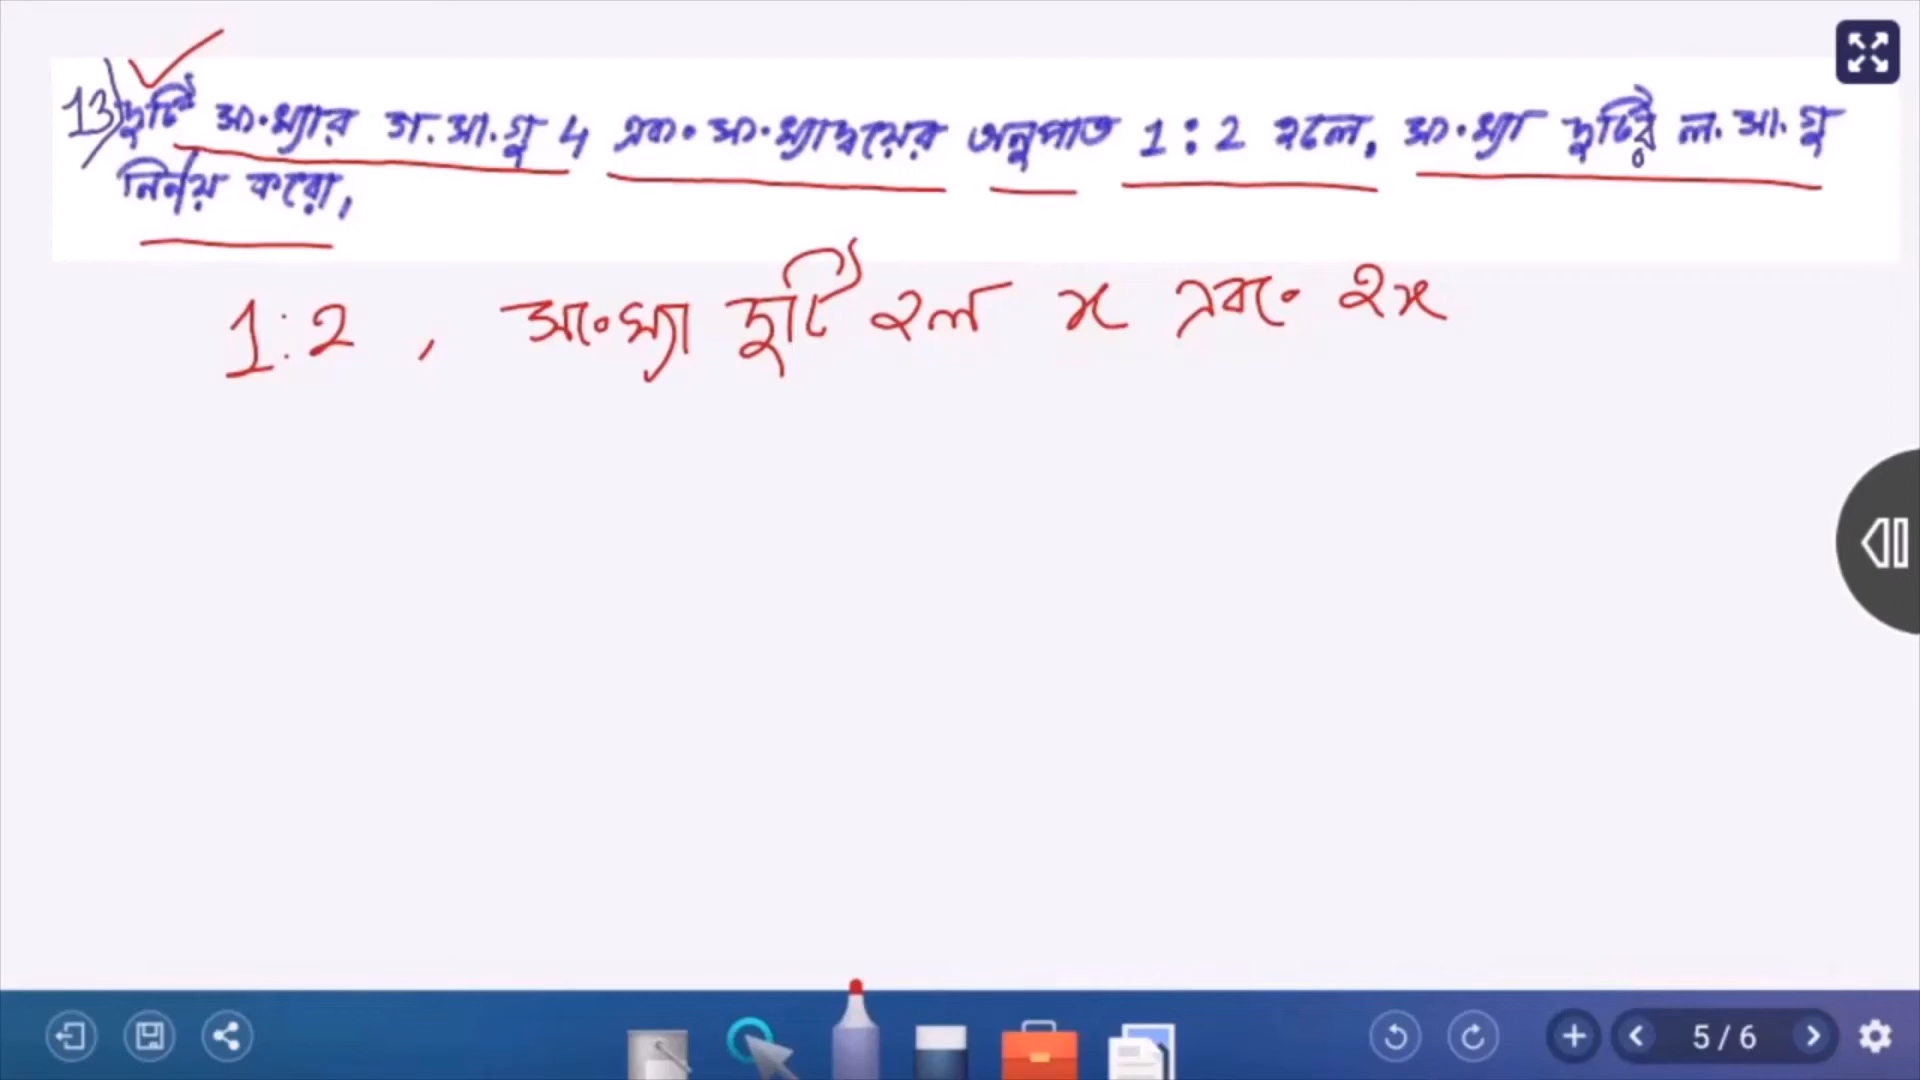 13) দুটি সংখ্যার গ.সা.গু 4 এবং সংখ্যাদ্বয়ের অনুপাত 1:2 হলে, সংখ্যা দুটির ল.সা.গু
নির্ণয় করো,
1:2 , সংখ্যা দুটি হল x এবং 2x
5/6